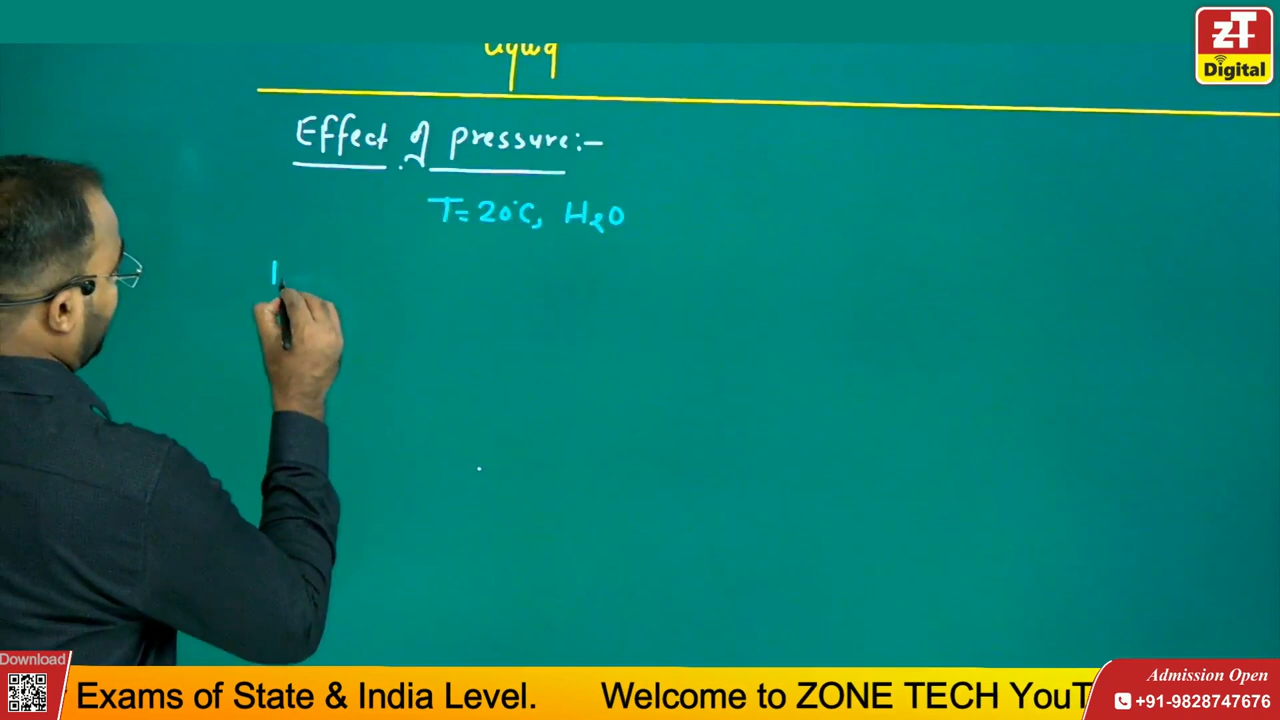 ZT
Digital
Effect of pressure:-
T=20°C, H2O
Download
Exams of State & India Level. Welcome to ZONE TECH YouT
Admission Open
+91-9828747676